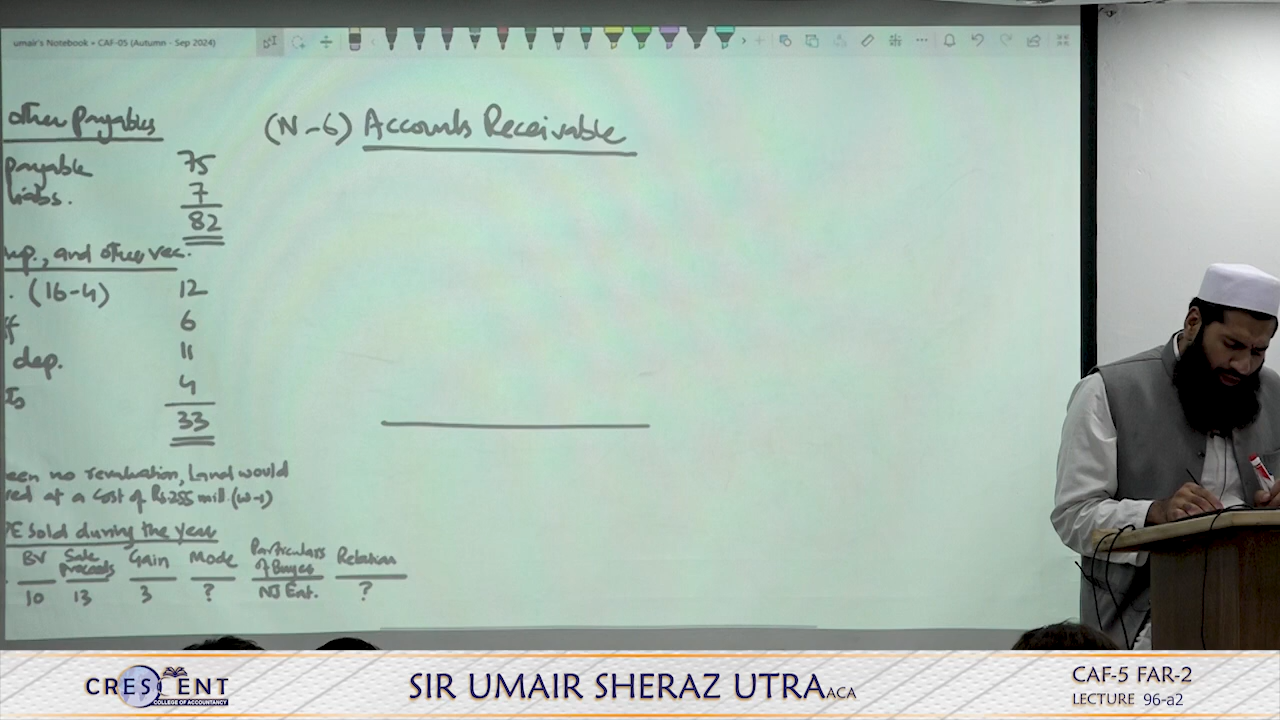 umair's Notebook • CAF-05 (Autumn - Sep 2024)
other Payables
payable 75
liabs. 7
82
and other rec.
. (16-4) 12
6
dep. 11
4
33
een no revaluation, Land would
red at a cost of Rs.255 mill. (w-1)
PE Sold during the year
BV Sale Proceeds Gain Mode Particulars of Buyer Relation
10 13 3 ? NJ Ent. ?
(N-6) Accounts Receivable
CRESCENT
COLLEGE OF ACCOUNTANCY
SIR UMAIR SHERAZ UTRA ACA
CAF-5 FAR-2
LECTURE 96-a2